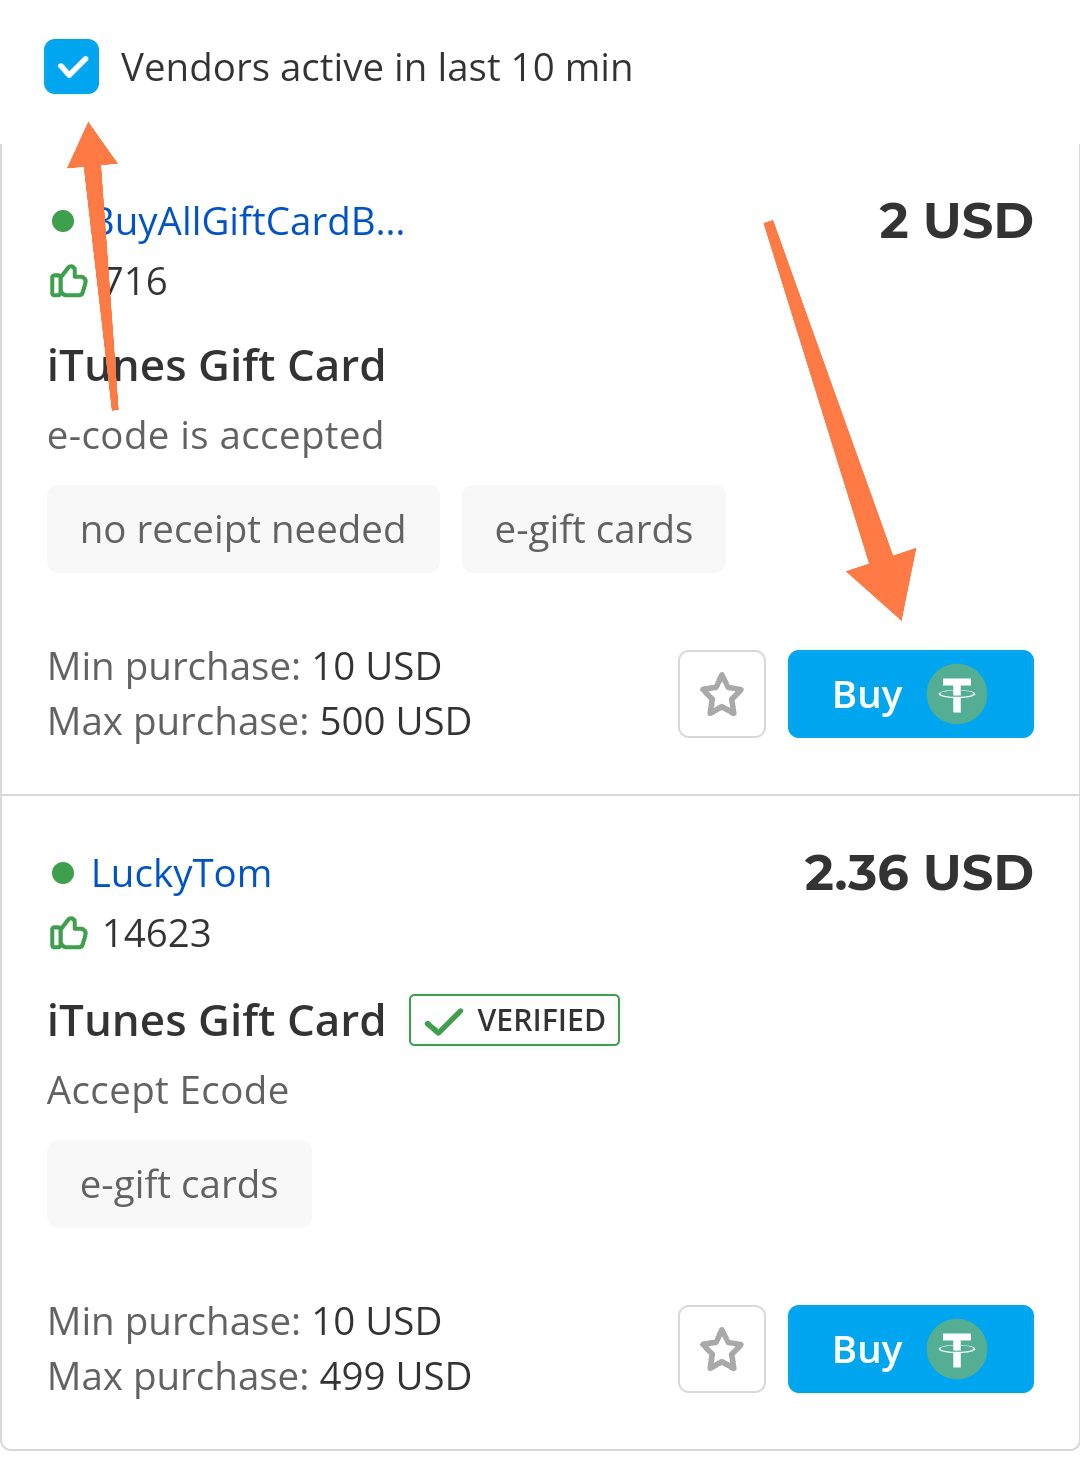 Vendors active in last 10 min
BuyAllGiftCardB...
2 USD
716
iTunes Gift Card
e-code is accepted
no receipt needed
e-gift cards
Min purchase: 10 USD
Max purchase: 500 USD
Buy
LuckyTom
2.36 USD
14623
iTunes Gift Card
VERIFIED
Accept Ecode
e-gift cards
Min purchase: 10 USD
Max purchase: 499 USD
Buy